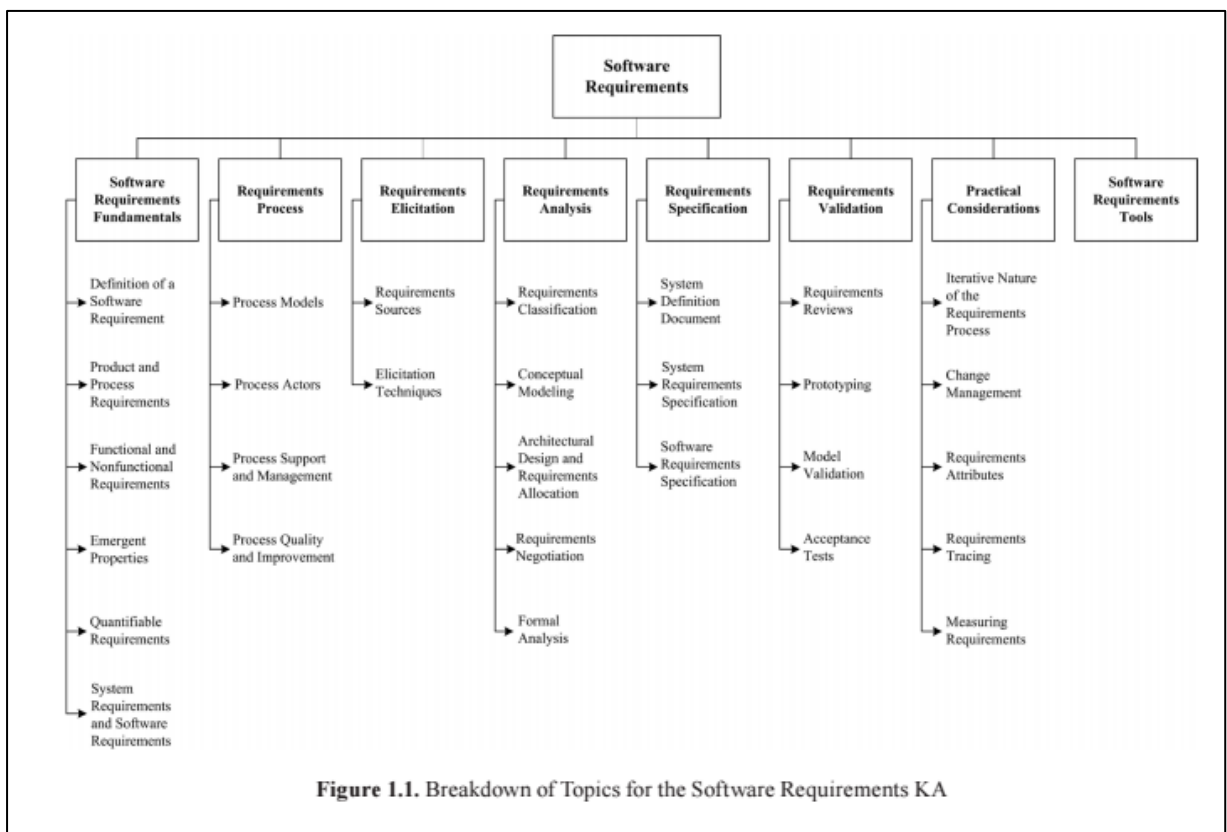 Software
Requirements
Software
Requirements
Fundamentals
Requirements
Process
Requirements
Elicitation
Requirements
Analysis
Requirements
Specification
Requirements
Validation
Practical
Considerations
Software
Requirements
Tools
Definition of a
Software
Requirement
Product and
Process
Requirements
Functional and
Nonfunctional
Requirements
Emergent
Properties
Quantifiable
Requirements
System
Requirements
and Software
Requirements
Process Models
Process Actors
Process Support
and Management
Process Quality
and Improvement
Requirements
Sources
Elicitation
Techniques
Requirements
Classification
Conceptual
Modeling
Architectural
Design and
Requirements
Allocation
Requirements
Negotiation
Formal
Analysis
System
Definition
Document
System
Requirements
Specification
Software
Requirements
Specification
Requirements
Reviews
Prototyping
Model
Validation
Acceptance
Tests
Iterative Nature
of the
Requirements
Process
Change
Management
Requirements
Attributes
Requirements
Tracing
Measuring
Requirements
Figure 1.1. Breakdown of Topics for the Software Requirements KA